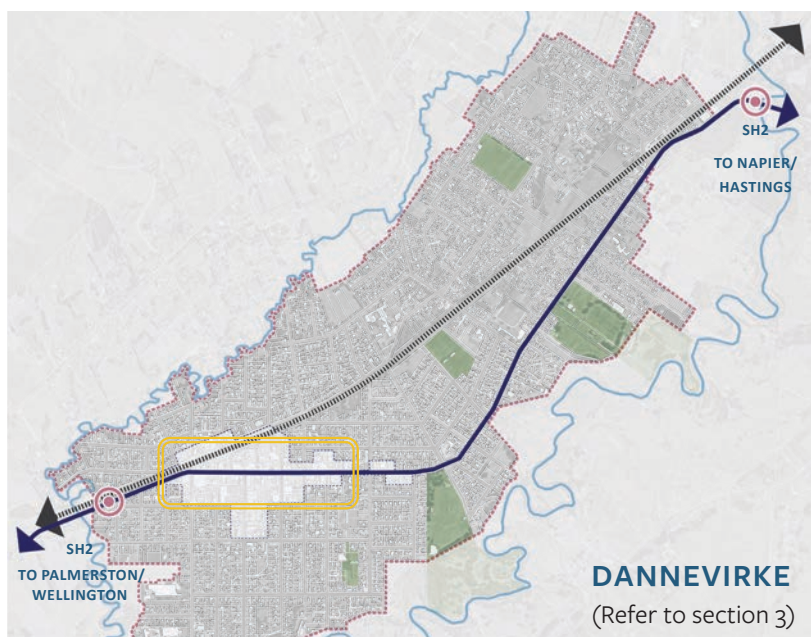 SH2
TO NAPIER/
HASTINGS
SH2
TO PALMERSTON/
WELLINGTON
DANNEVIRKE
(Refer to section 3)